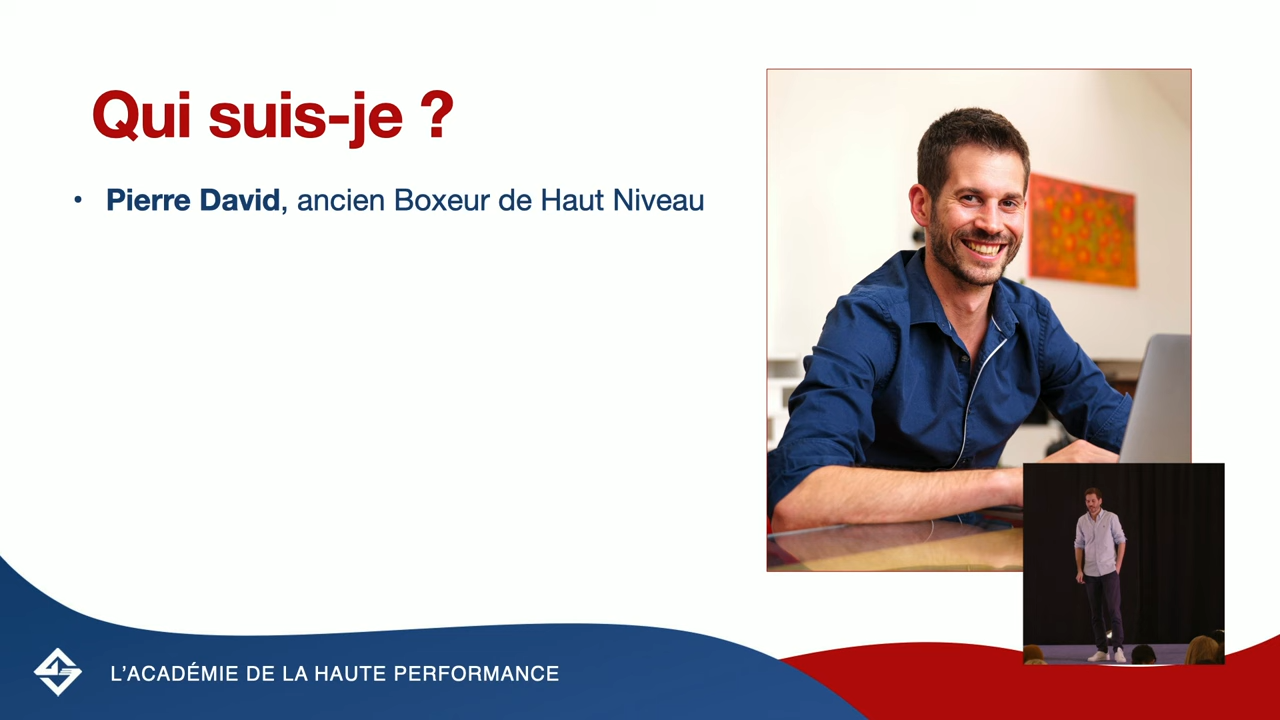 Qui suis-je ?
• Pierre David, ancien Boxeur de Haut Niveau
L'ACADÉMIE DE LA HAUTE PERFORMANCE